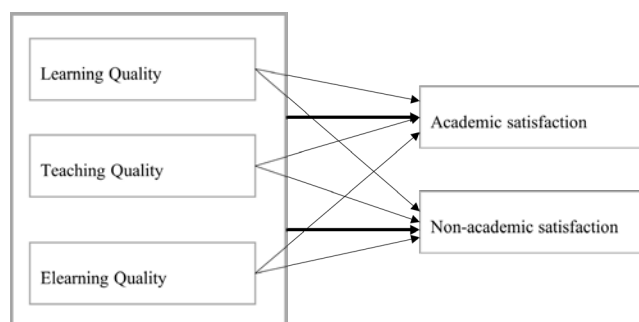 Learning Quality
Academic satisfaction
Teaching Quality
Non-academic satisfaction
Elearning Quality